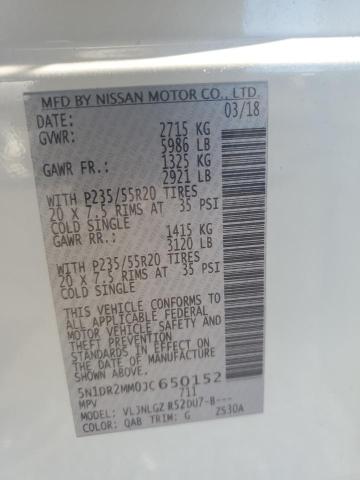 MFD BY NISSAN MOTOR CO., LTD.
DATE: 03/18
GVWR: 2715 KG
5986 LB
GAWR FR.: 1325 KG
2921 LB
WITH P235/55R20 TIRES
20 X 7.5 RIMS AT 35 PSI
COLD SINGLE
GAWR RR.: 1415 KG
3120 LB
WITH P235/55R20 TIRES
20 X 7.5 RIMS AT 35 PSI
COLD SINGLE
THIS VEHICLE CONFORMS TO
ALL APPLICABLE FEDERAL
MOTOR VEHICLE SAFETY AND
THEFT PREVENTION
STANDARDS IN EFFECT ON
THE DATE OF MANUFACTURE
SHOWN ABOVE.
5N1DR2MM0JC650152
MPV 711
MODEL: VLJNLGZ R52DU7-B---
COLOR: QAB TRIM: G ZS30A